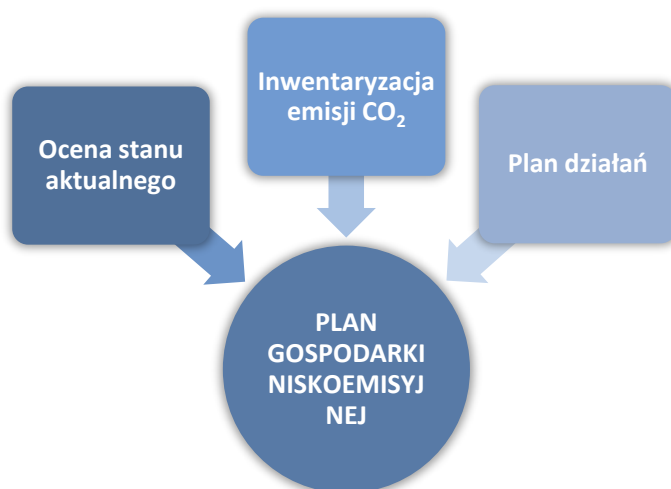 Ocena stanu
aktualnego
Inwentaryzacja
emisji CO₂
Plan działań
PLAN
GOSPODARKI
NISKOEMISYJ
NEJ